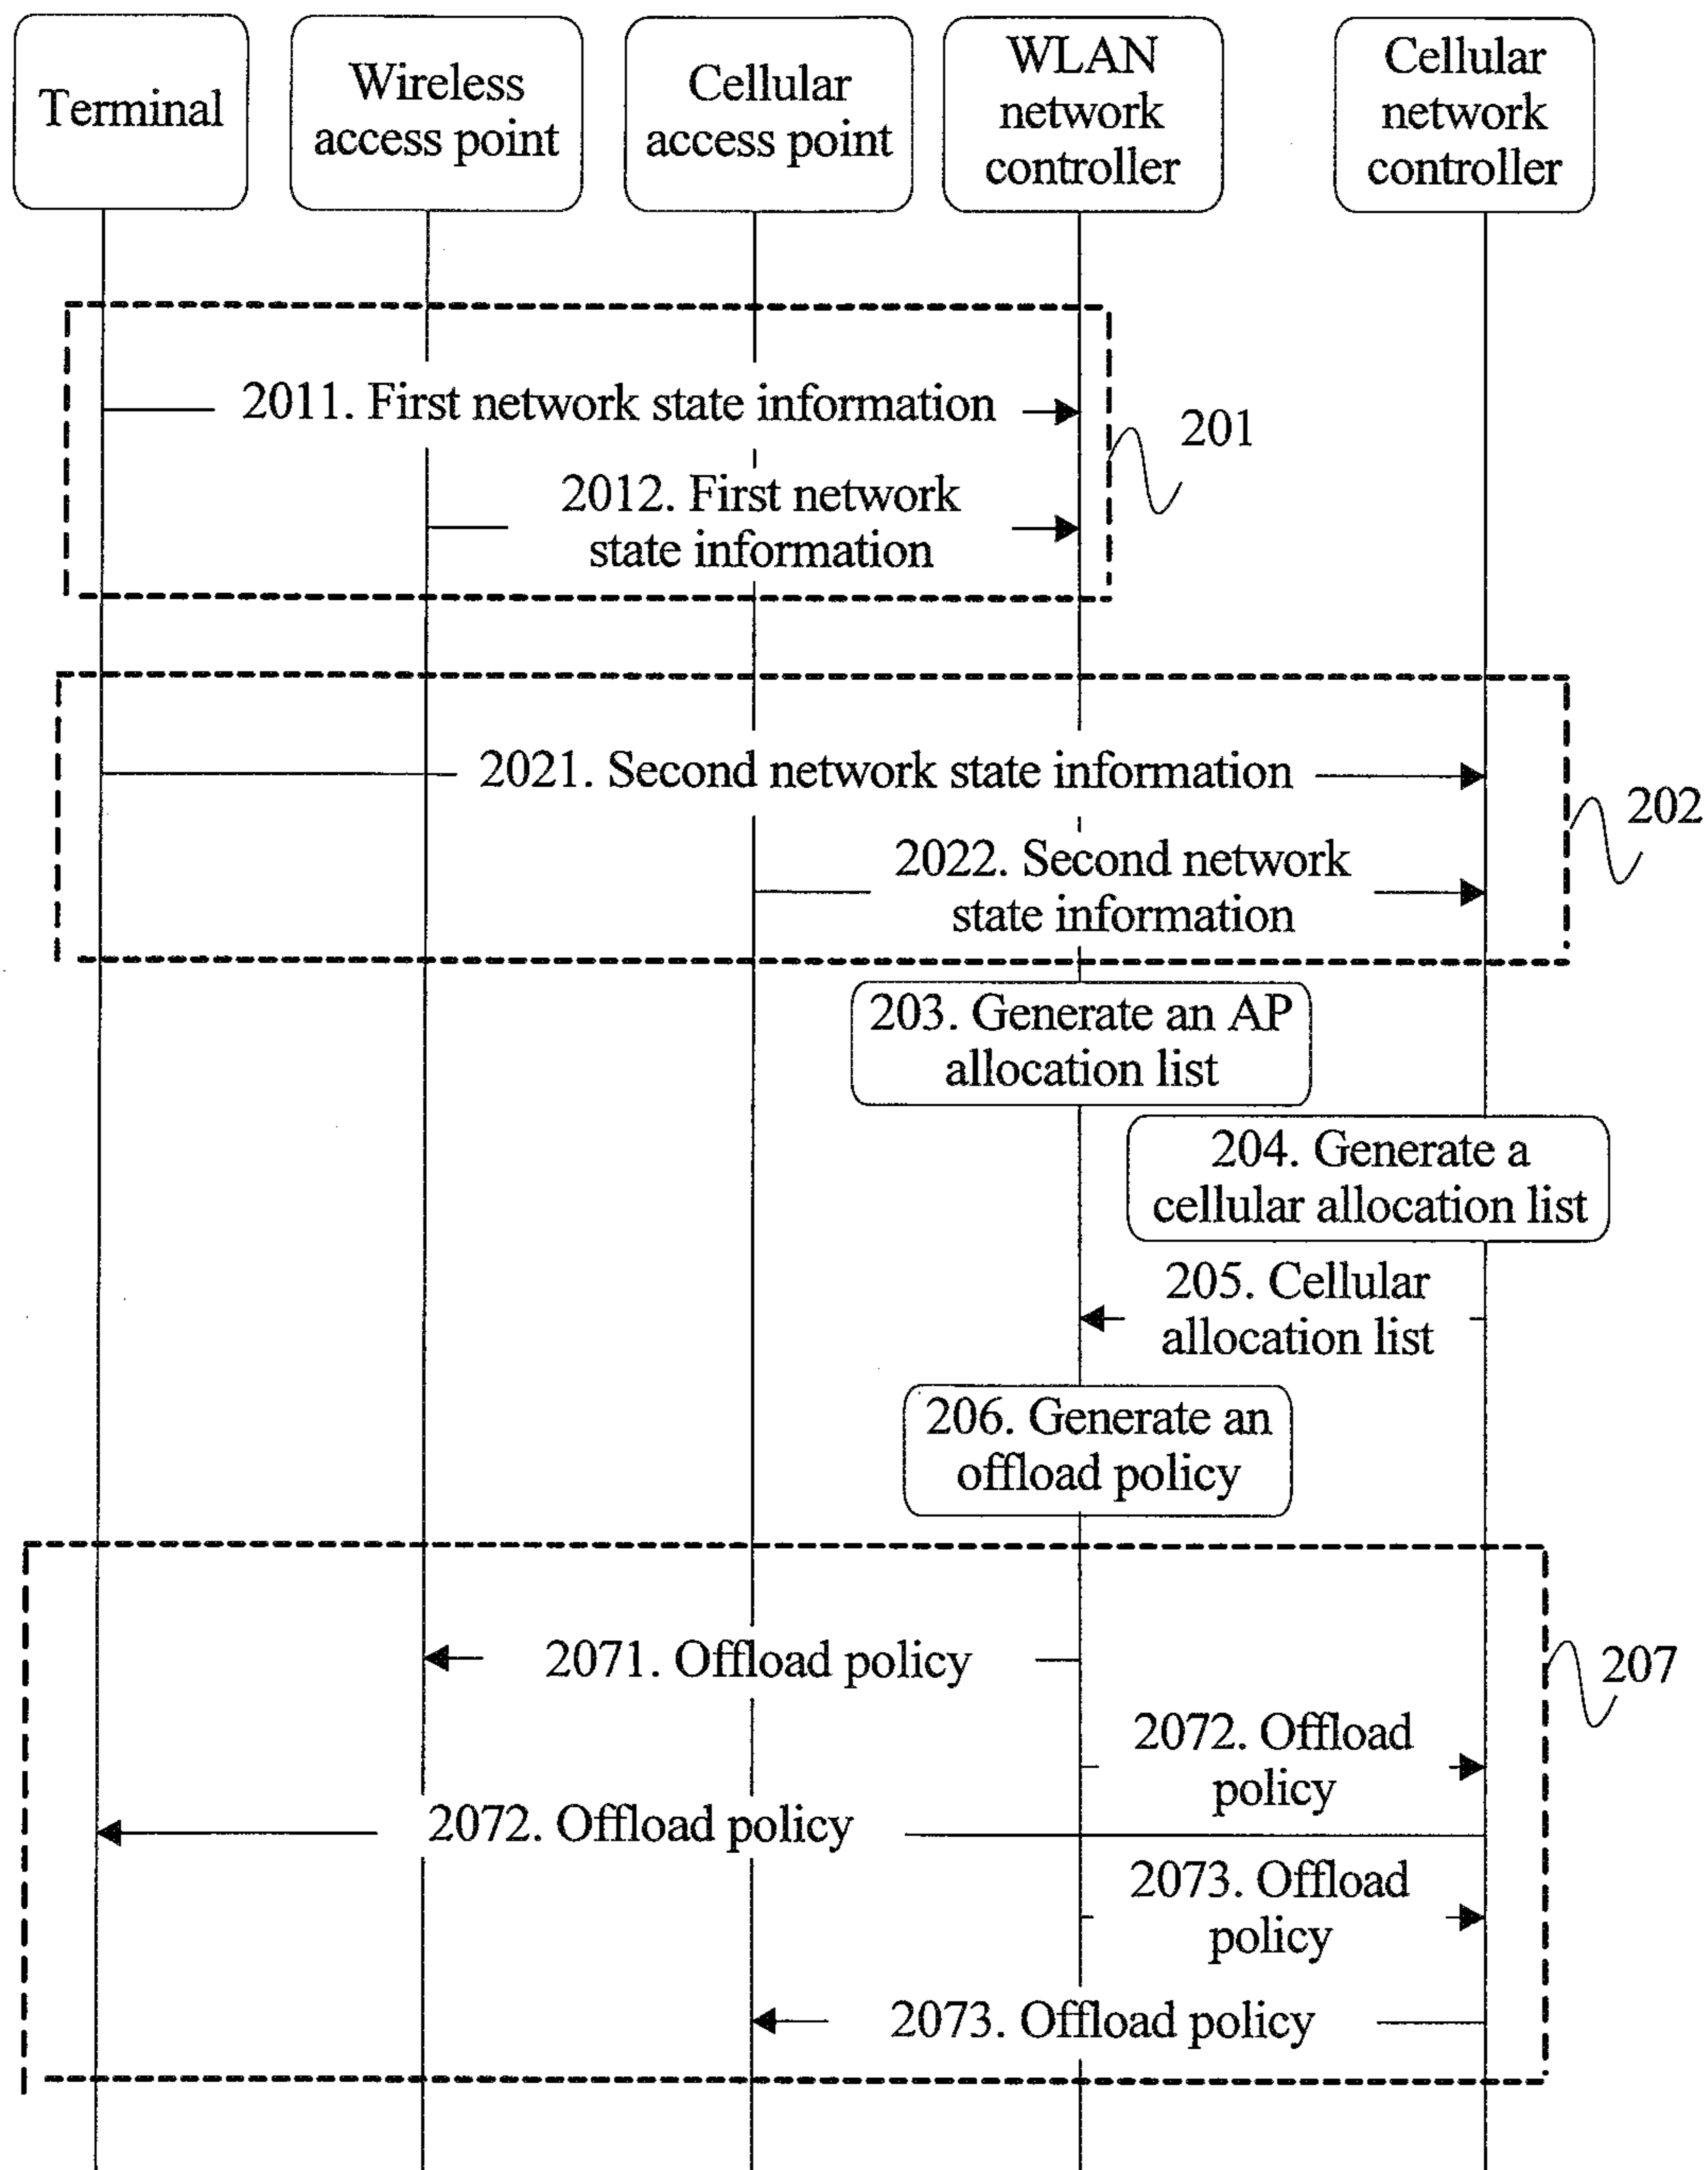 Terminal
Wireless
access point
Cellular
access point
WLAN
network
controller
Cellular
network
controller
2011. First network state information
201
2012. First network
state information
2021. Second network state information
202
2022. Second network
state information
203. Generate an AP
allocation list
204. Generate a
cellular allocation list
205. Cellular
allocation list
206. Generate an
offload policy
2071. Offload policy
207
2072. Offload
policy
2072. Offload policy
2073. Offload
policy
2073. Offload policy